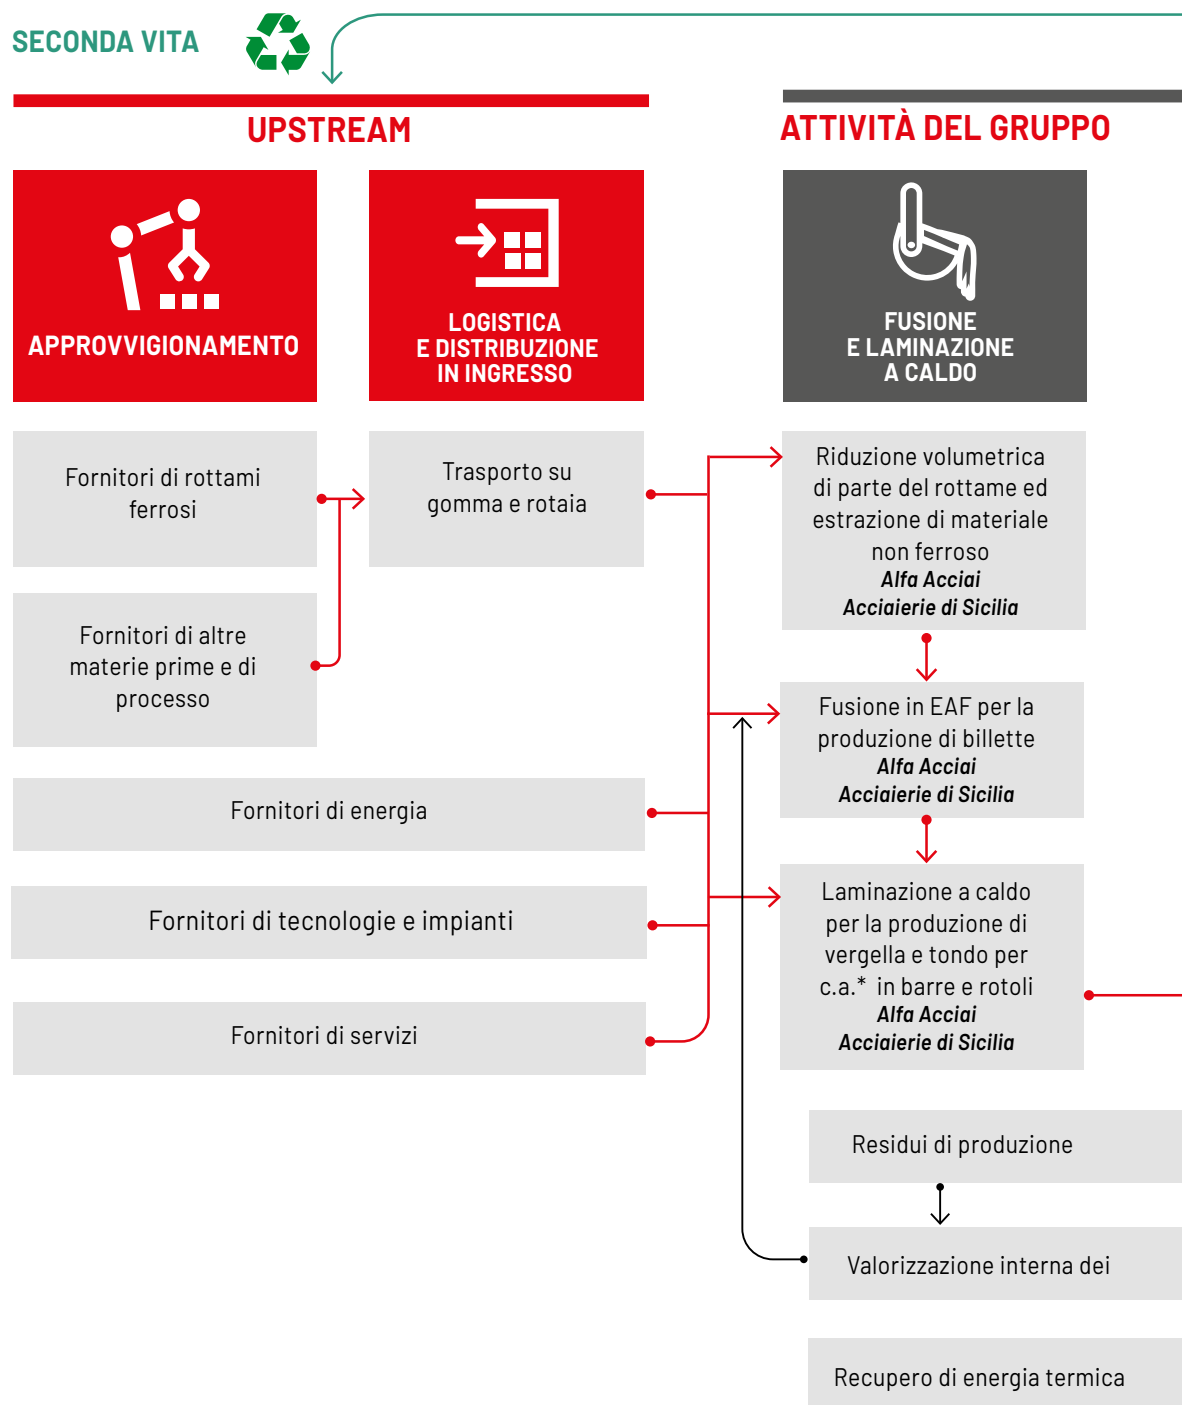 SECONDA VITA
UPSTREAM
APPROVVIGIONAMENTO
LOGISTICA
E DISTRIBUZIONE
IN INGRESSO
Fornitori di rottami
ferrosi
Trasporto su
gomma e rotaia
Fornitori di altre
materie prime e di
processo
Fornitori di energia
Fornitori di tecnologie e impianti
Fornitori di servizi
ATTIVITÀ DEL GRUPPO
FUSIONE
E LAMINAZIONE
A CALDO
Riduzione volumetrica
di parte del rottame ed
estrazione di materiale
non ferroso
Alfa Acciai
Acciaierie di Sicilia
Fusione in EAF per la
produzione di billette
Alfa Acciai
Acciaierie di Sicilia
Laminazione a caldo
per la produzione di
vergella e tondo per
c.a.* in barre e rotoli
Alfa Acciai
Acciaierie di Sicilia
Residui di produzione
Valorizzazione interna dei
Recupero di energia termica